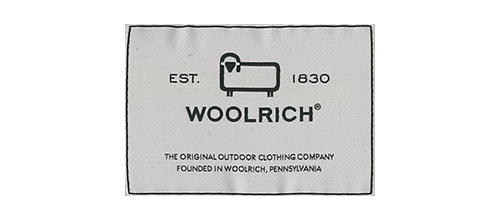 EST. 1830
WOOLRICH®
THE ORIGINAL OUTDOOR CLOTHING COMPANY
FOUNDED IN WOOLRICH, PENNSYLVANIA